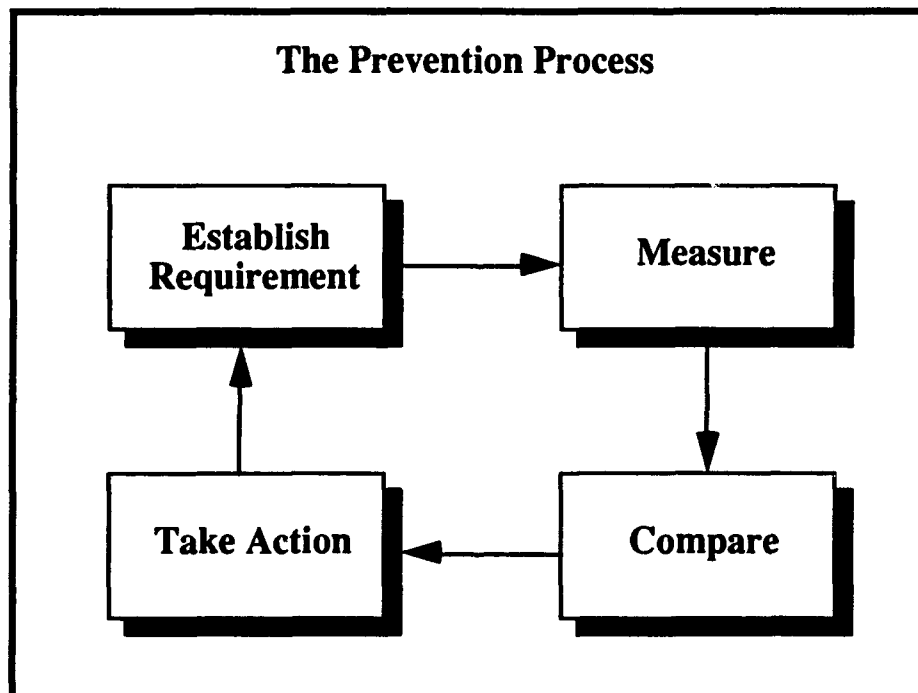 The Prevention Process
Establish
Requirement
Measure
Take Action
Compare